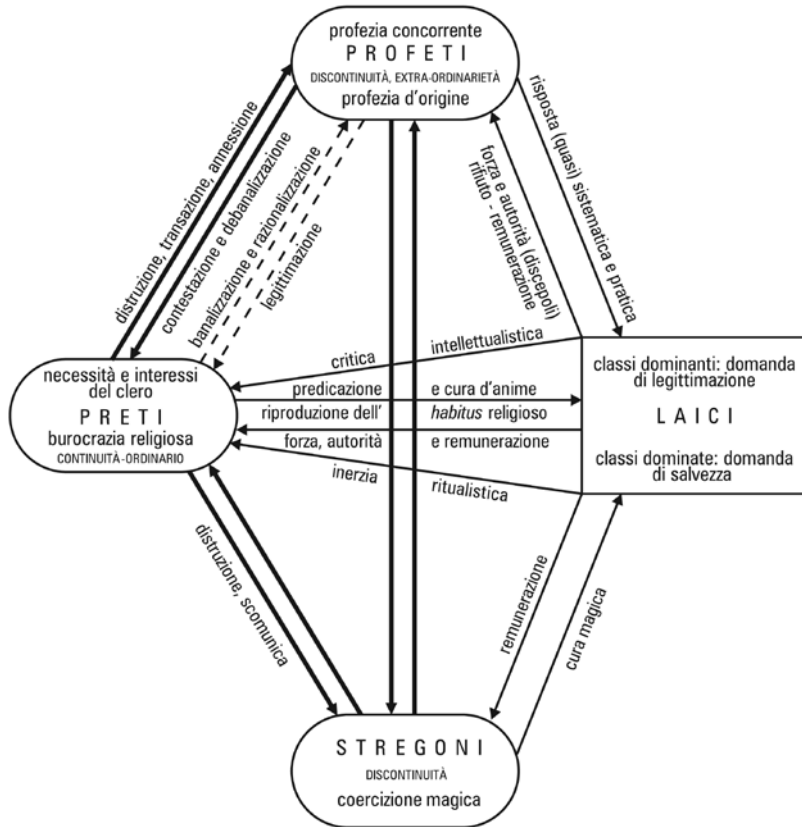 profezia concorrente
PROFETI
DISCONTINUITÀ, EXTRA-ORDINARIETÀ
profezia d'origine
distruzione, transazione, annessione
contestazione e debanalizzazione
banalizzazione e razionalizzazione
legittimazione
forza e autorità (discepoli)
rifiuto - remunerazione
risposta (quasi) sistematica e pratica
necessità e interessi
del clero
PRETI
burocrazia religiosa
CONTINUITÀ-ORDINARIO
critica intellettualistica
predicazione e cura d'anime
riproduzione dell' habitus religioso
forza, autorità e remunerazione
inerzia ritualistica
classi dominanti: domanda
di legittimazione
LAICI
classi dominate: domanda
di salvezza
distruzione, scomunica
remunerazione
cura magica
STREGONI
DISCONTINUITÀ
coercizione magica